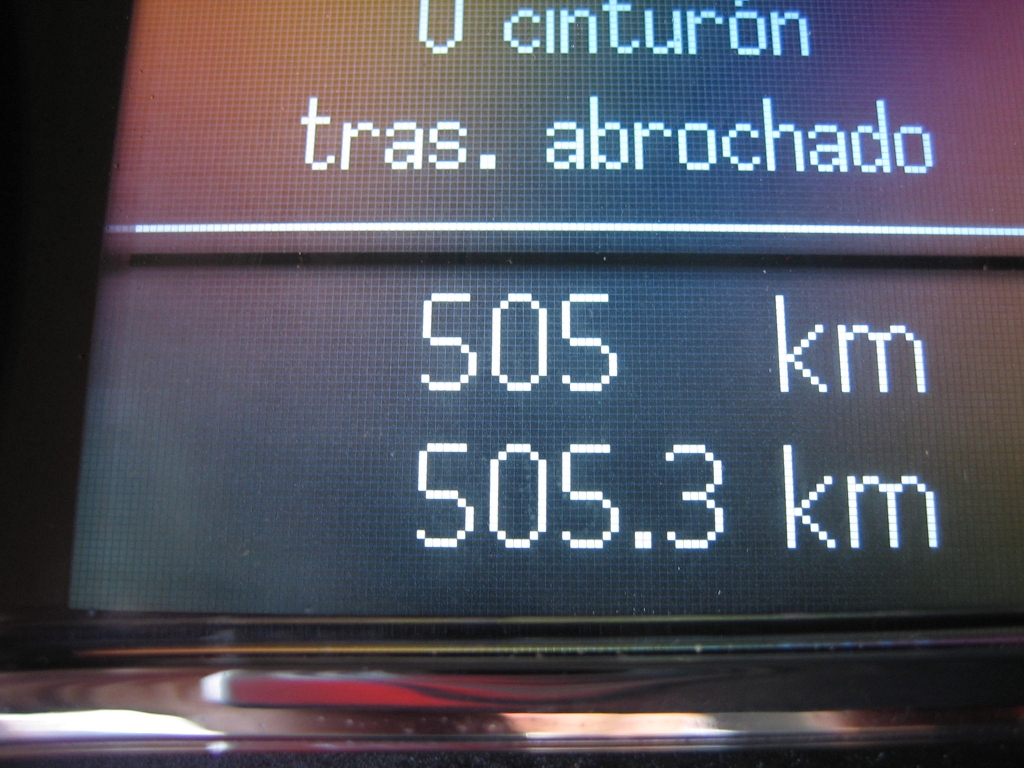 0 cinturón
tras. abrochado
505 km
505.3 km